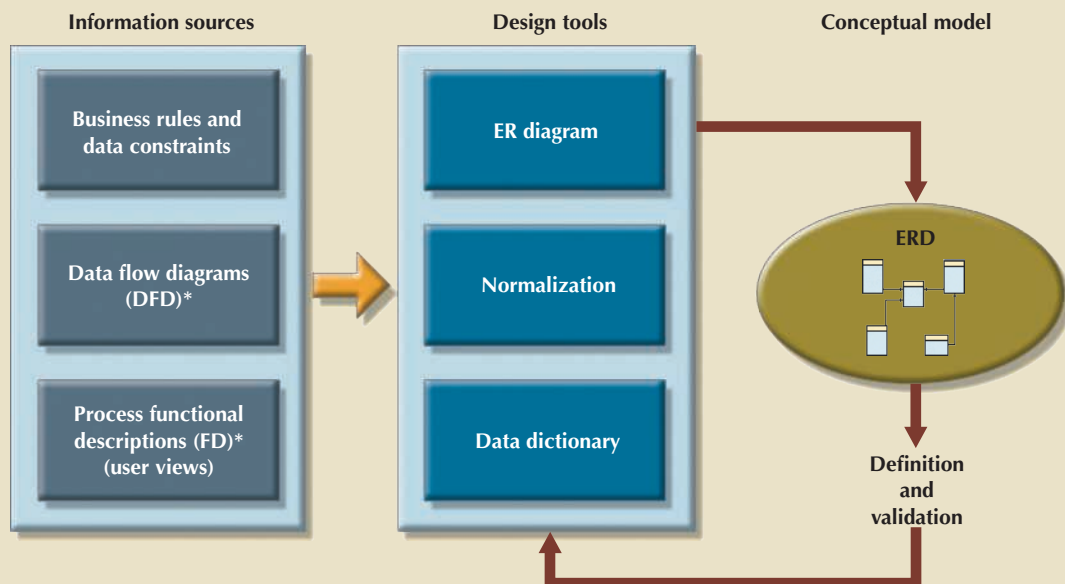 Information sources
Design tools
Conceptual model
Business rules and
data constraints
Data flow diagrams
(DFD)*
Process functional
descriptions (FD)*
(user views)
ER diagram
Normalization
Data dictionary
ERD
Definition
and
validation